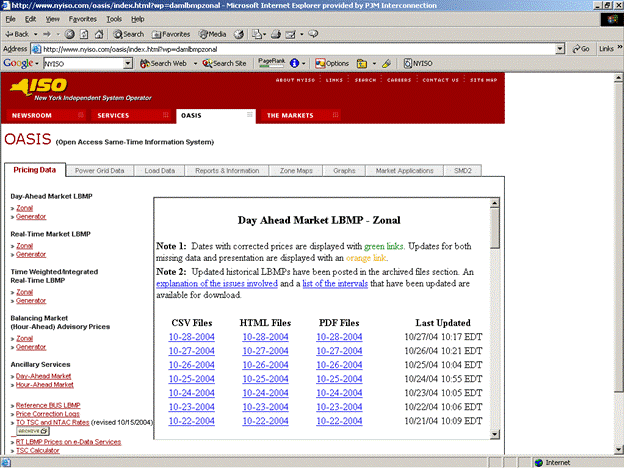 http://www.nyiso.com/oasis/index.html?wp=damlbmpzonal - Microsoft Internet Explorer provided by PJM Interconnection
File Edit View Favorites Tools Help
Back Search Favorites Media
Address http://www.nyiso.com/oasis/index.html?wp=damlbmpzonal Go Links »
Google NYISO Search Web Search Site PageRank Options NYISO
ABOUT NYISO LINKS SEARCH CAREERS CONTACT US SITE MAP
NY ISO
New York Independent System Operator
NEWSROOM SERVICES OASIS THE MARKETS
OASIS (Open Access Same-Time Information System)
Pricing Data Power Grid Data Load Data Reports & Information Zone Maps Graphs Market Applications SMD2
Day-Ahead Market LBMP
» Zonal
» Generator
Real-Time Market LBMP
» Zonal
» Generator
Time Weighted/Integrated
Real-Time LBMP
» Zonal
» Generator
Balancing Market
(Hour-Ahead) Advisory Prices
» Zonal
» Generator
Ancillary Services
» Day-Ahead Market
» Hour-Ahead Market
» Reference BUS LBMP
» Price Correction Logs
» TO TSC and NTAC Rates (revised 10/15/2004)
» RT LBMP Prices on e-Data Services
» TSC Calculator
Day Ahead Market LBMP - Zonal
Note 1: Dates with corrected prices are displayed with green links. Updates for both
missing data and presentation are displayed with an orange link.
Note 2: Updated historical LBMPs have been posted in the archived files section. An
explanation of the issues involved and a list of the intervals that have been updated are
available for download.
CSV Files HTML Files PDF Files Last Updated
10-28-2004 10-28-2004 10-28-2004 10/27/04 10:17 EDT
10-27-2004 10-27-2004 10-27-2004 10/26/04 10:21 EDT
10-26-2004 10-26-2004 10-26-2004 10/25/04 10:04 EDT
10-25-2004 10-25-2004 10-25-2004 10/24/04 10:55 EDT
10-24-2004 10-24-2004 10-24-2004 10/23/04 10:05 EDT
10-23-2004 10-23-2004 10-23-2004 10/22/04 10:06 EDT
10-22-2004 10-22-2004 10-22-2004 10/21/04 10:09 EDT
Internet